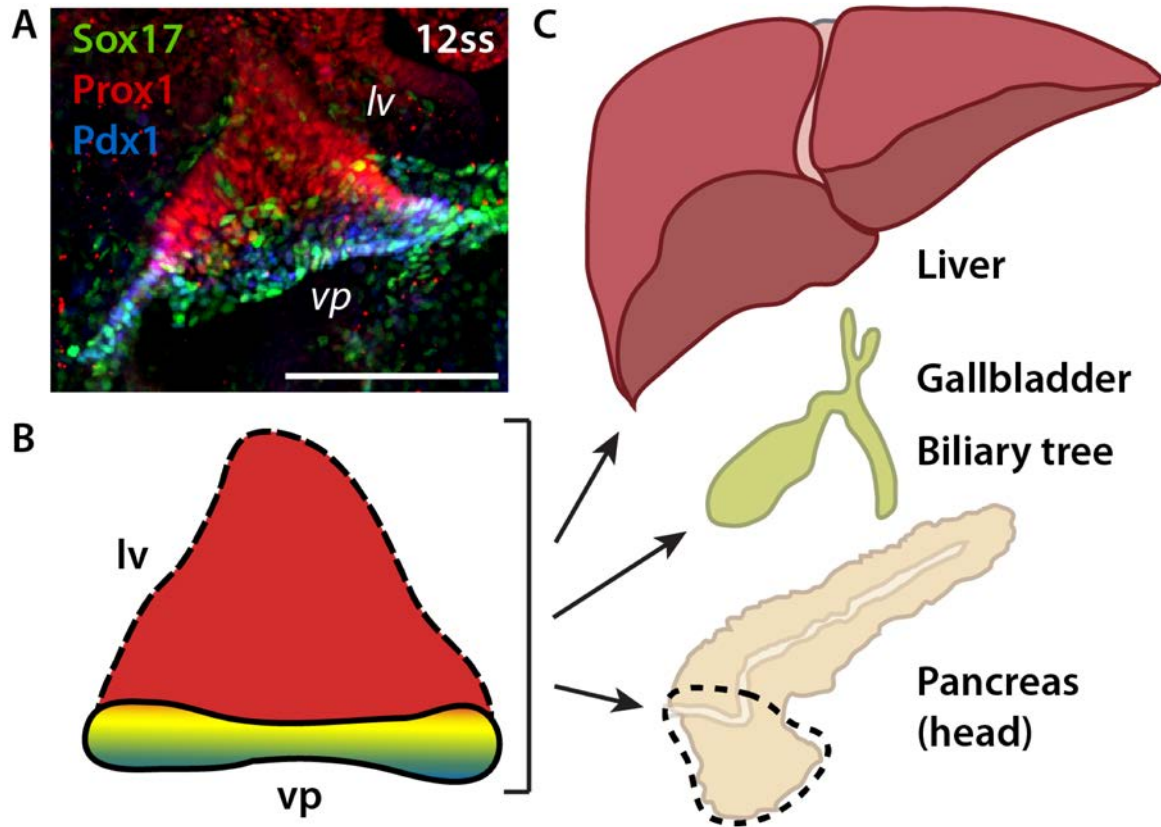 A
Sox17
Prox1
Pdx1
12ss
lv
vp
B
lv
vp
C
Liver
Gallbladder
Biliary tree
Pancreas
(head)